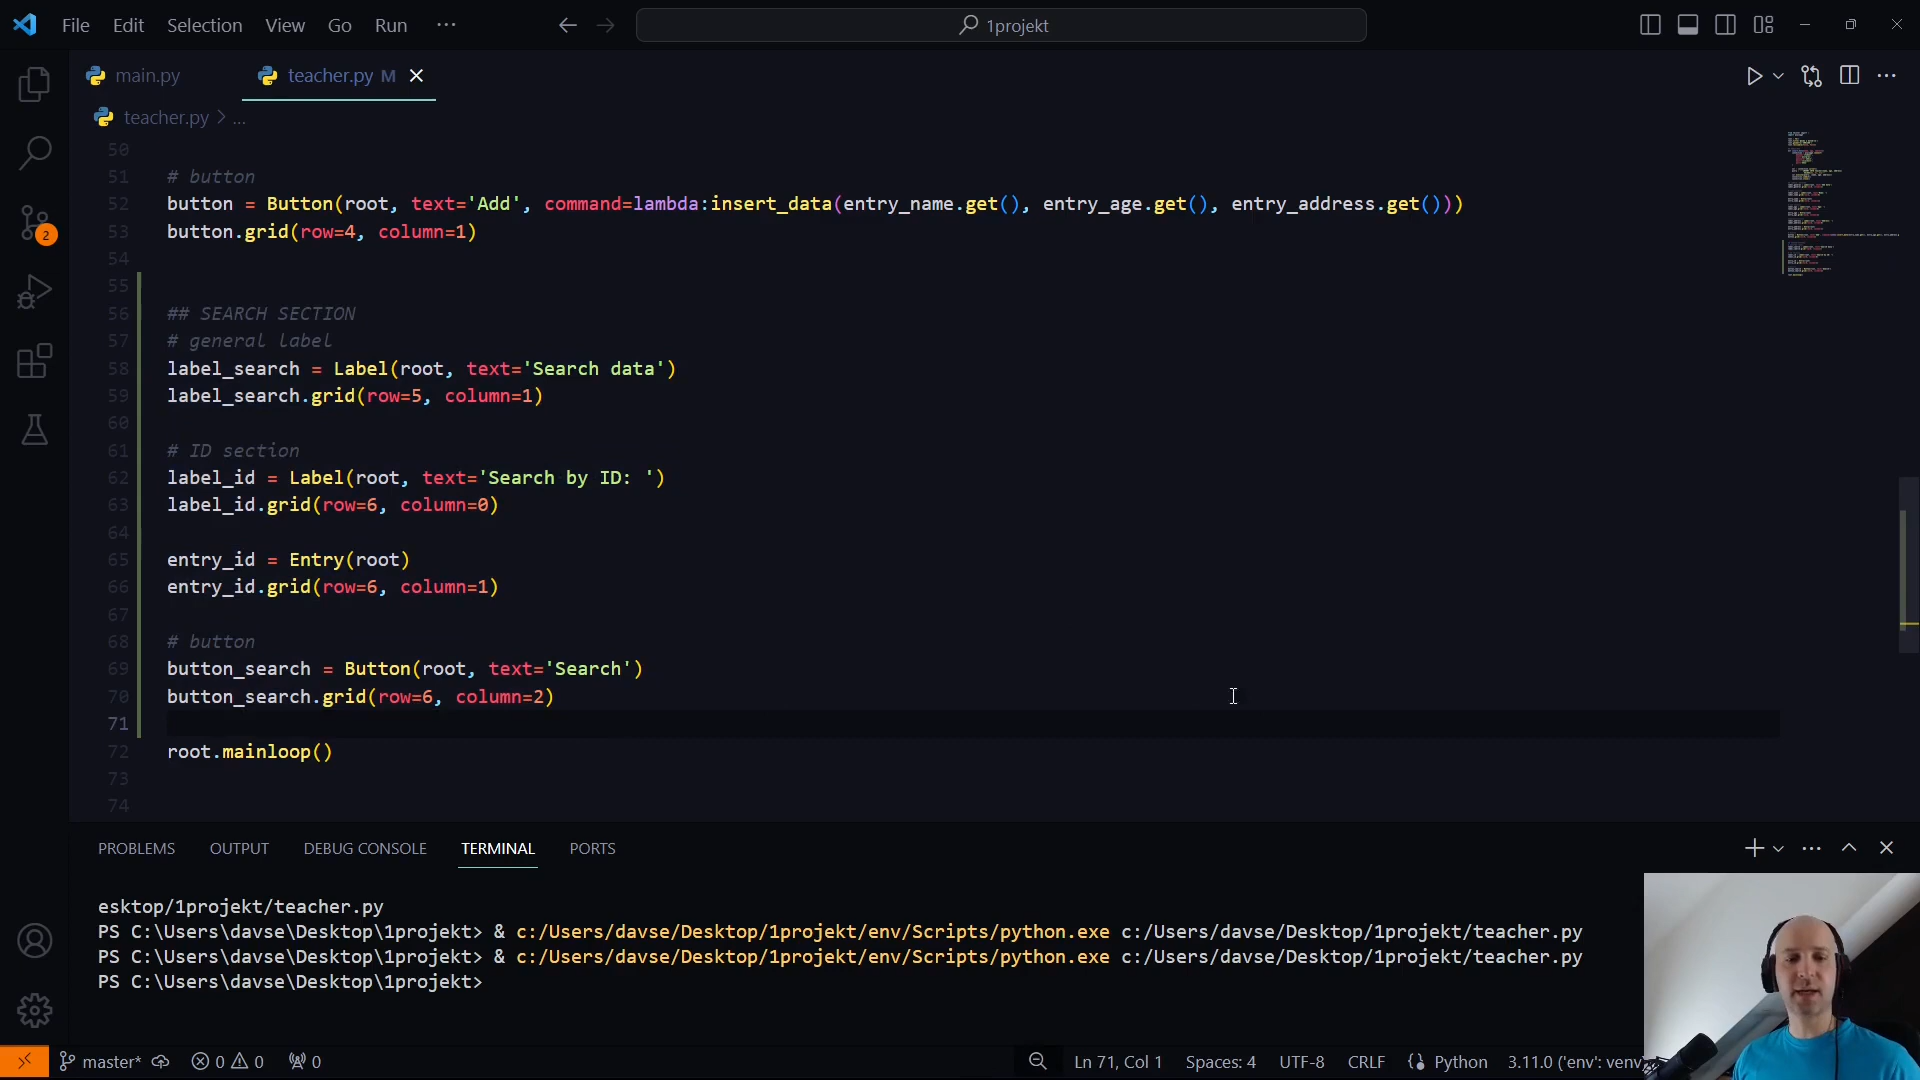 File Edit Selection View Go Run ···
1projekt
main.py
teacher.py M
teacher.py > ...
50
51 # button
52 button = Button(root, text='Add', command=lambda:insert_data(entry_name.get(), entry_age.get(), entry_address.get()))
53 button.grid(row=4, column=1)
54
55
56 ## SEARCH SECTION
57 # general label
58 label_search = Label(root, text='Search data')
59 label_search.grid(row=5, column=1)
60
61 # ID section
62 label_id = Label(root, text='Search by ID: ')
63 label_id.grid(row=6, column=0)
64
65 entry_id = Entry(root)
66 entry_id.grid(row=6, column=1)
67
68 # button
69 button_search = Button(root, text='Search')
70 button_search.grid(row=6, column=2)
71
72 root.mainloop()
73
74
2
PROBLEMS OUTPUT DEBUG CONSOLE TERMINAL PORTS
esktop/1projekt/teacher.py
PS C:\Users\davse\Desktop\1projekt> & c:/Users/davse/Desktop/1projekt/env/Scripts/python.exe c:/Users/davse/Desktop/1projekt/teacher.py
PS C:\Users\davse\Desktop\1projekt> & c:/Users/davse/Desktop/1projekt/env/Scripts/python.exe c:/Users/davse/Desktop/1projekt/teacher.py
PS C:\Users\davse\Desktop\1projekt>
master* 0 0 0 Ln 71, Col 1 Spaces: 4 UTF-8 CRLF {} Python 3.11.0 ('env': venv)